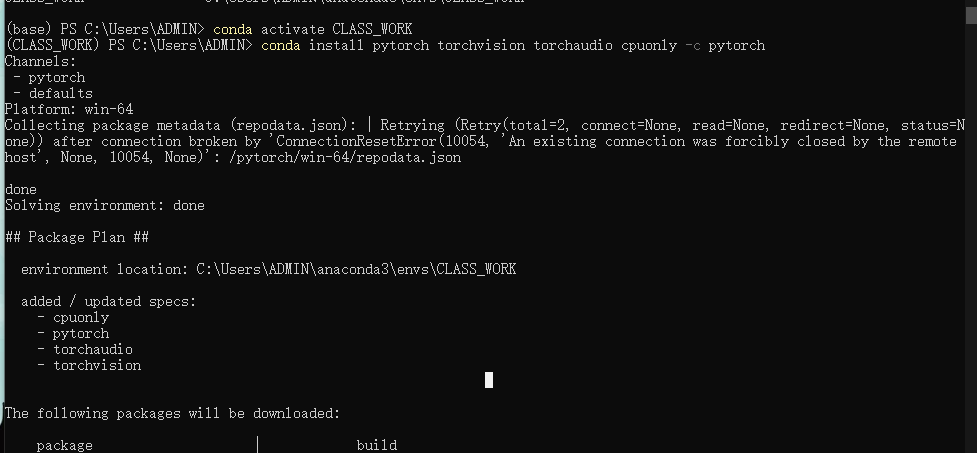 (base) PS C:\Users\ADMIN> conda activate CLASS_WORK
(CLASS_WORK) PS C:\Users\ADMIN> conda install pytorch torchvision torchaudio cpuonly -c pytorch
Channels:
 - pytorch
 - defaults
Platform: win-64
Collecting package metadata (repodata.json): | Retrying (Retry(total=2, connect=None, read=None, redirect=None, status=N
one)) after connection broken by 'ConnectionResetError(10054, 'An existing connection was forcibly closed by the remote
host', None, 10054, None)': /pytorch/win-64/repodata.json
done
Solving environment: done
## Package Plan ##
  environment location: C:\Users\ADMIN\anaconda3\envs\CLASS_WORK
  added / updated specs:
    - cpuonly
    - pytorch
    - torchaudio
    - torchvision
The following packages will be downloaded:
    package                    |            build